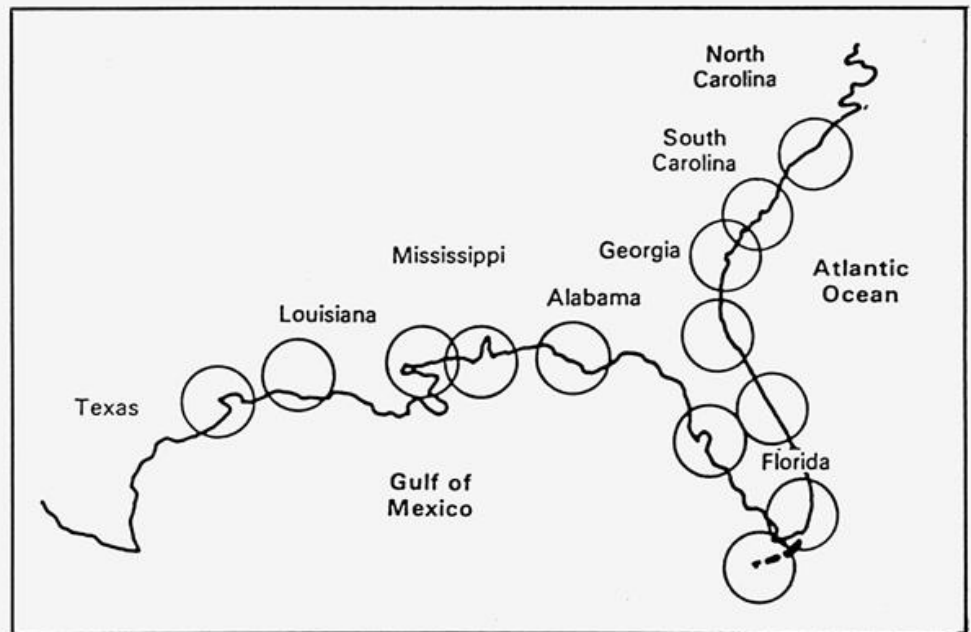 North
Carolina
South
Carolina
Georgia
Atlantic
Ocean
Mississippi
Alabama
Louisiana
Texas
Gulf of
Mexico
Florida